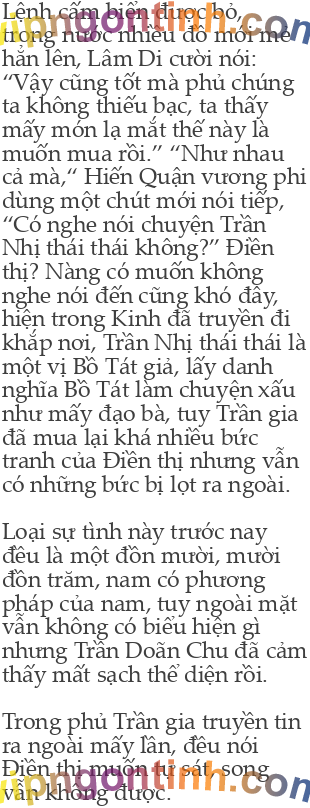 Lệnh cấm biển được bỏ,
trong nước nhiều đồ mới mẻ
hẳn lên, Lâm Di cười nói:
“Vậy cũng tốt mà phủ chúng
ta không thiếu bạc, ta thấy
mấy món lạ mắt thế này là
muốn mua rồi.” “Như nhau
cả mà,“ Hiến Quận vương phi
dùng một chút mới nói tiếp,
“Có nghe nói chuyện Trần
Nhị thái thái không?” Điền
thị? Nàng có muốn không
nghe nói đến cũng khó đây,
hiện trong Kinh đã truyền đi
khắp nơi, Trần Nhị thái thái là
một vị Bồ Tát giả, lấy danh
nghĩa Bồ Tát làm chuyện xấu
như mấy đạo bà, tuy Trần gia
đã mua lại khá nhiều bức
tranh của Điền thị nhưng vẫn
có những bức bị lọt ra ngoài.
Loại sự tình này trước nay
đều là một đồn mười, mười
đồn trăm, nam có phương
pháp của nam, tuy ngoài mặt
vẫn không có biểu hiện gì
nhưng Trần Doãn Chu đã cảm
thấy mất sạch thể diện rồi.
Trong phủ Trần gia truyền tin
ra ngoài mấy lần, đều nói
Điền thị muốn tự sát, song
vẫn không được.
vipngontinh.com
vipngontinh.com